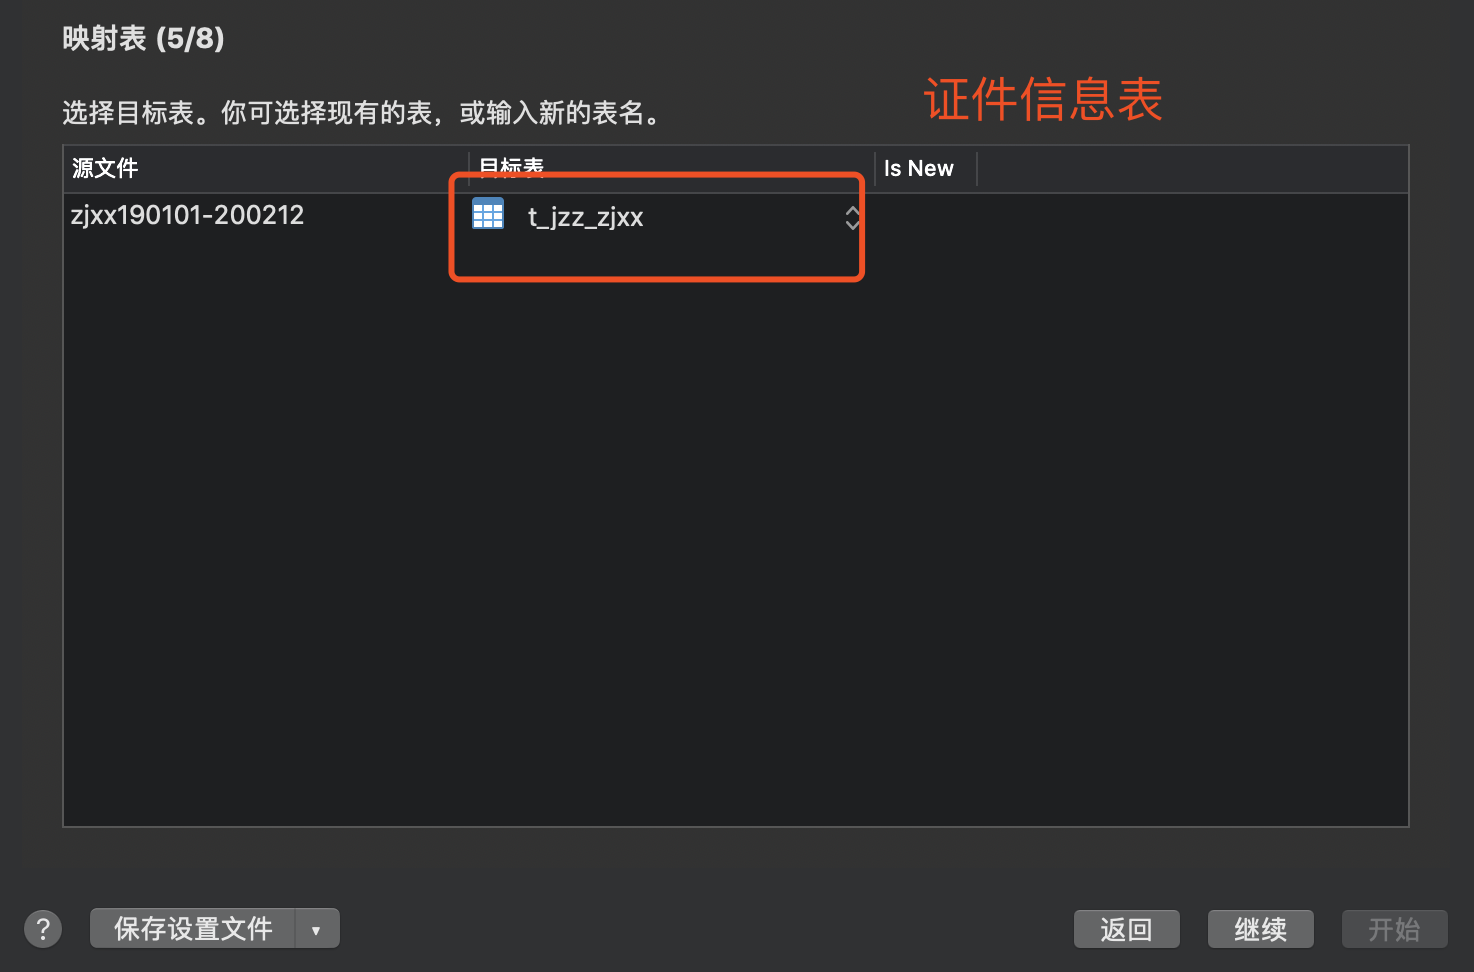 映射表 (5/8)
证件信息表
选择目标表。你可选择现有的表，或输入新的表名。
源文件 目标表 Is New
zjxx190101-200212 t_jzz_zjxx
? 保存设置文件 ▼ 返回 继续 开始